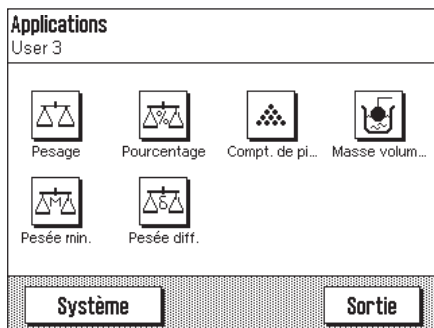 Applications
User 3
Pesage
Pourcentage
Compt. de pi...
Masse volum...
M
Pesée min.
δ
Pesée diff.
%
Système
Sortie